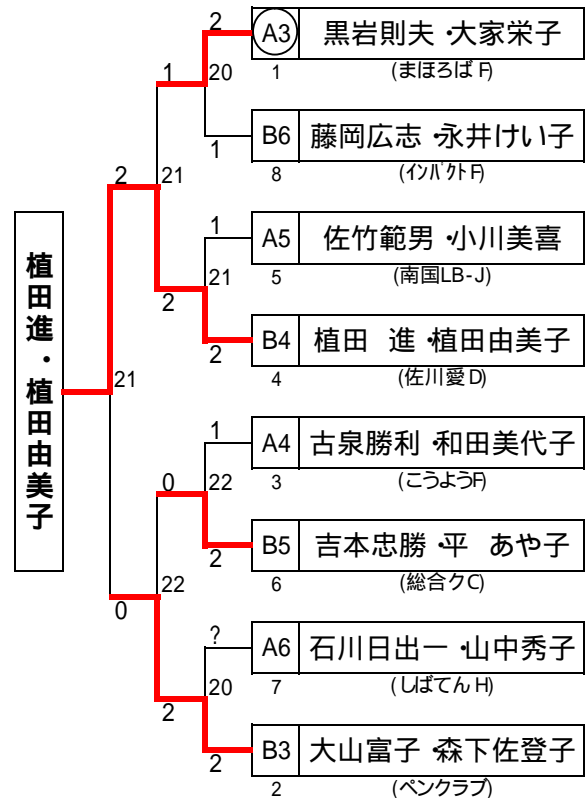 2
A3 黒岩則夫・大家栄子
1 20
1 (まほろばF)
B6 藤岡広志・永井けい子
1
8 (インパクトF)
2 21
1
A5 佐竹範男・小川美喜
21
5 (南国LB-J)
2
B4 植田 進・植田由美子
2
4 (佐川愛D)
植田進・植田由美子
21
1
A4 古泉勝利・和田美代子
0 22
3 (こうようF)
B5 吉本忠勝・平 あや子
2
6 (総合クC)
22
0
?
A6 石川日出一・山中秀子
20
7 (しばてんH)
2
B3 大山富子・森下佐登子
2
2 (ペンクラブ)